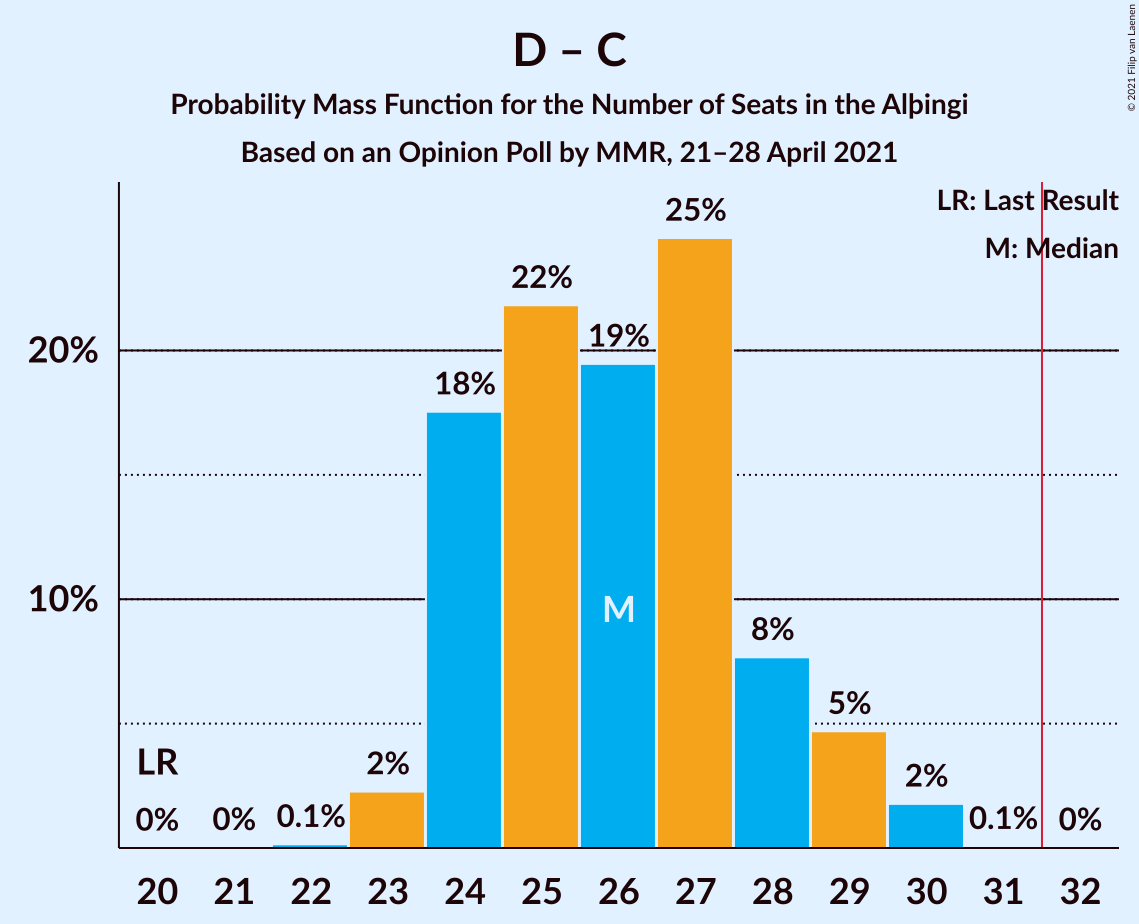 D – C
Probability Mass Function for the Number of Seats in the Alþingi
Based on an Opinion Poll by MMR, 21–28 April 2021
© 2021 Filip van Laenen
LR: Last Result
M: Median
25%
22%
19%
20%
18%
M
10%
8%
5%
LR
2%
2%
0%
0%
0.1%
0.1%
0%
20 21 22 23 24 25 26 27 28 29 30 31 32